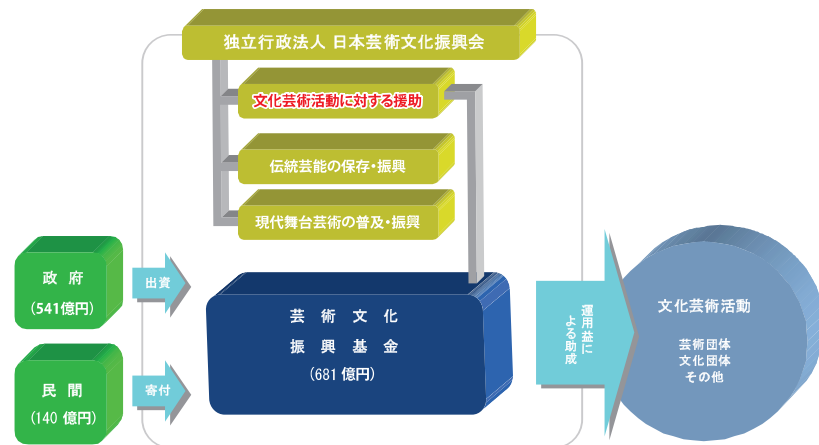 独立行政法人 日本芸術文化振興会
文化芸術活動に対する援助
伝統芸能の保存・振興
現代舞台芸術の普及・振興
政府
(541億円)
出資
民間
(140 億円)
寄付
芸術文化
振興基金
(681 億円)
運用益に
よる助成
文化芸術活動
芸術団体
文化団体
その他